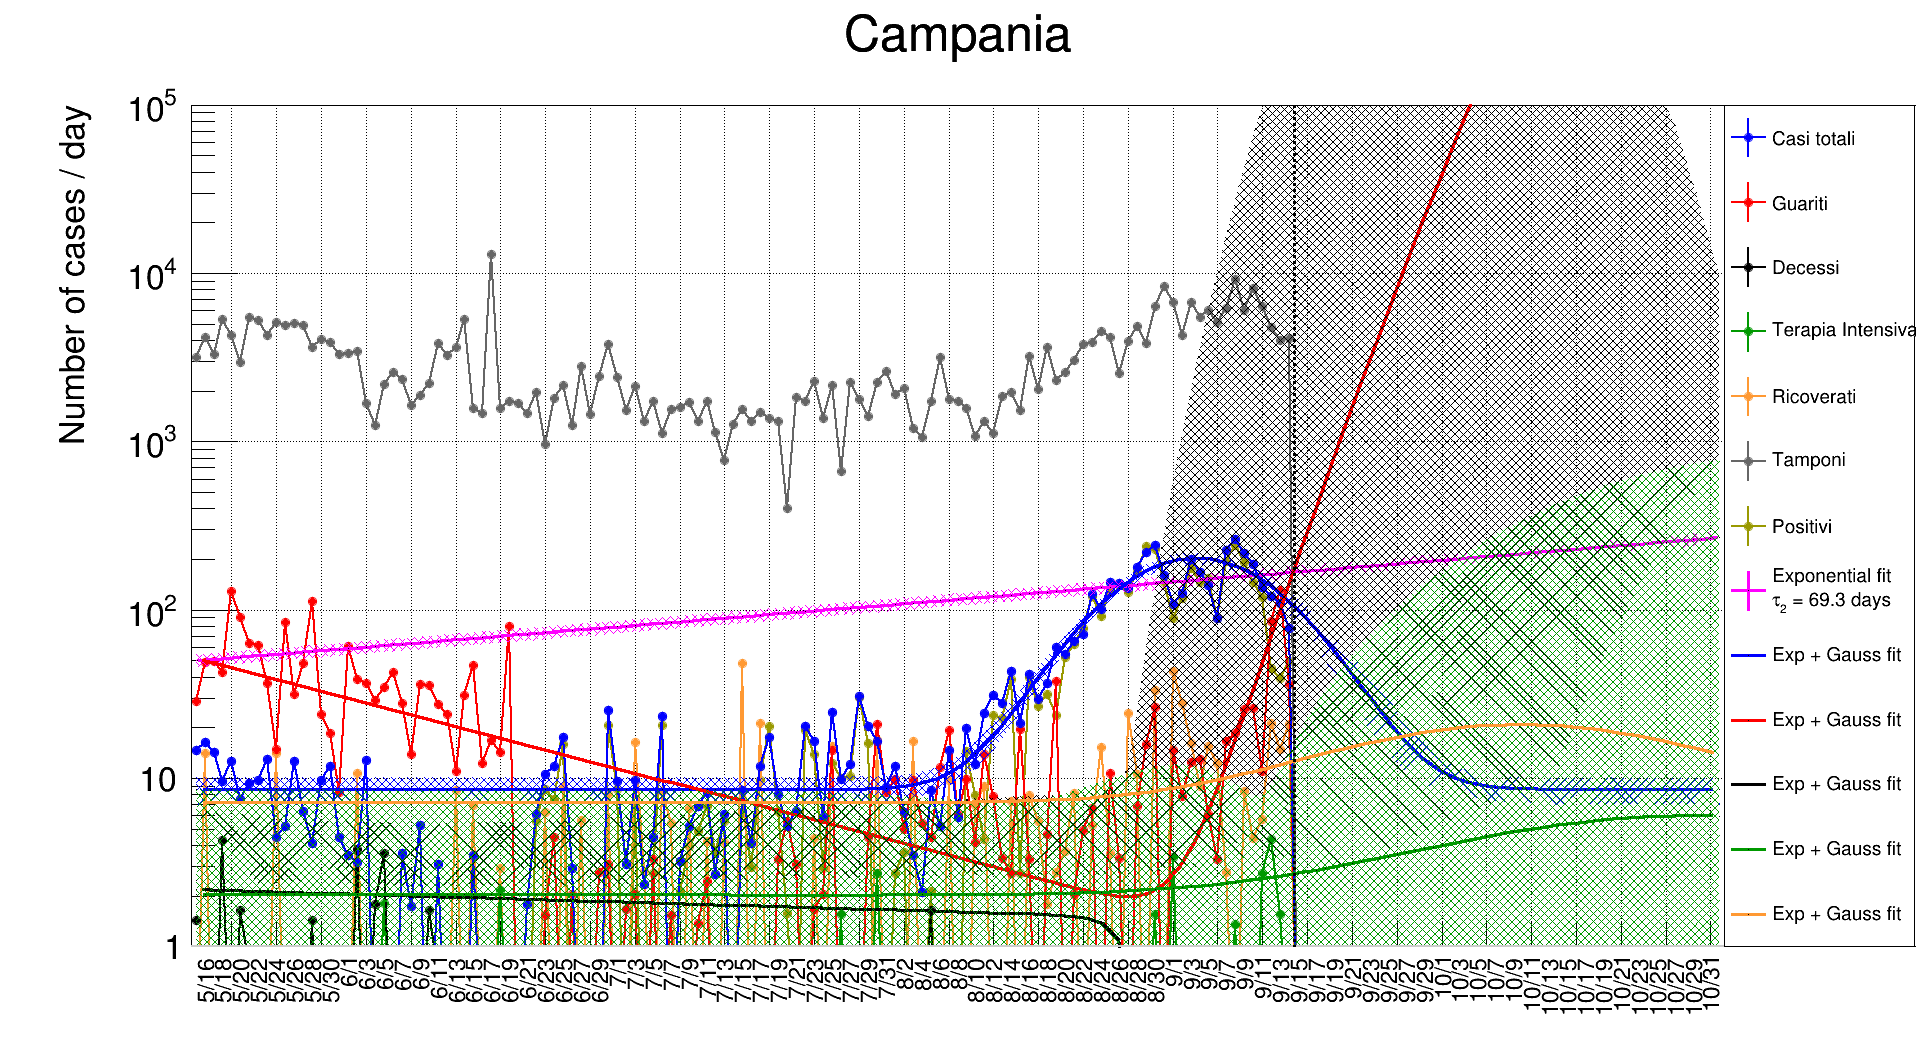 Campania
Number of cases / day
10^5
10^4
10^3
10^2
10
1
5/16 5/18 5/20 5/22 5/24 5/26 5/28 5/30 6/1 6/3 6/5 6/7 6/9 6/11 6/13 6/15 6/17 6/19 6/21 6/23 6/25 6/27 6/29 7/1 7/3 7/5 7/7 7/9 7/11 7/13 7/15 7/17 7/19 7/21 7/23 7/25 7/27 7/29 7/31 8/2 8/4 8/6 8/8 8/10 8/12 8/14 8/16 8/18 8/20 8/22 8/24 8/26 8/28 8/30 9/1 9/3 9/5 9/7 9/9 9/11 9/13 9/15 9/17 9/19 9/21 9/23 9/25 9/27 9/29 10/1 10/3 10/5 10/7 10/9 10/11 10/13 10/15 10/17 10/19 10/21 10/23 10/25 10/27 10/29 10/31
Casi totali
Guariti
Decessi
Terapia Intensiva
Ricoverati
Tamponi
Positivi
Exponential fit
τ₂ = 69.3 days
Exp + Gauss fit
Exp + Gauss fit
Exp + Gauss fit
Exp + Gauss fit
Exp + Gauss fit